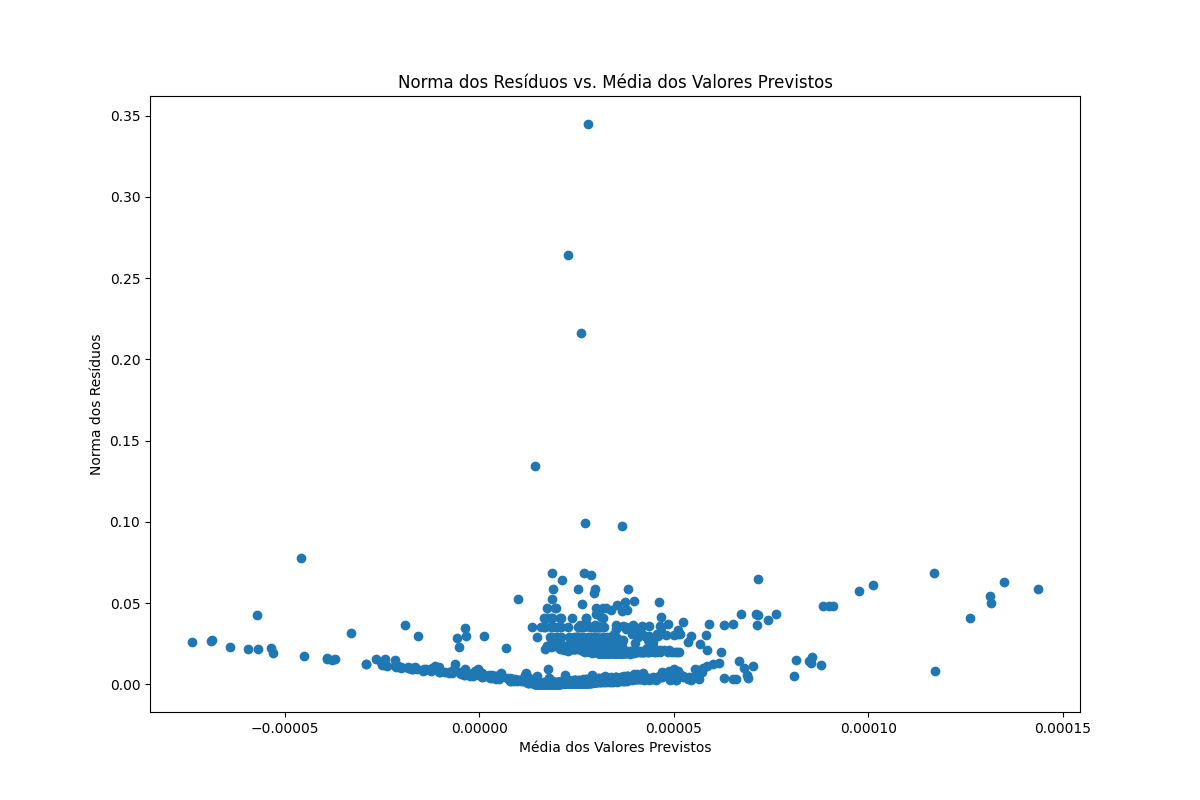 Norma dos Resíduos vs. Média dos Valores Previstos
0.35
0.30
0.25
0.20
0.15
0.10
0.05
0.00
Norma dos Resíduos
−0.00005 0.00000 0.00005 0.00010 0.00015
Média dos Valores Previstos